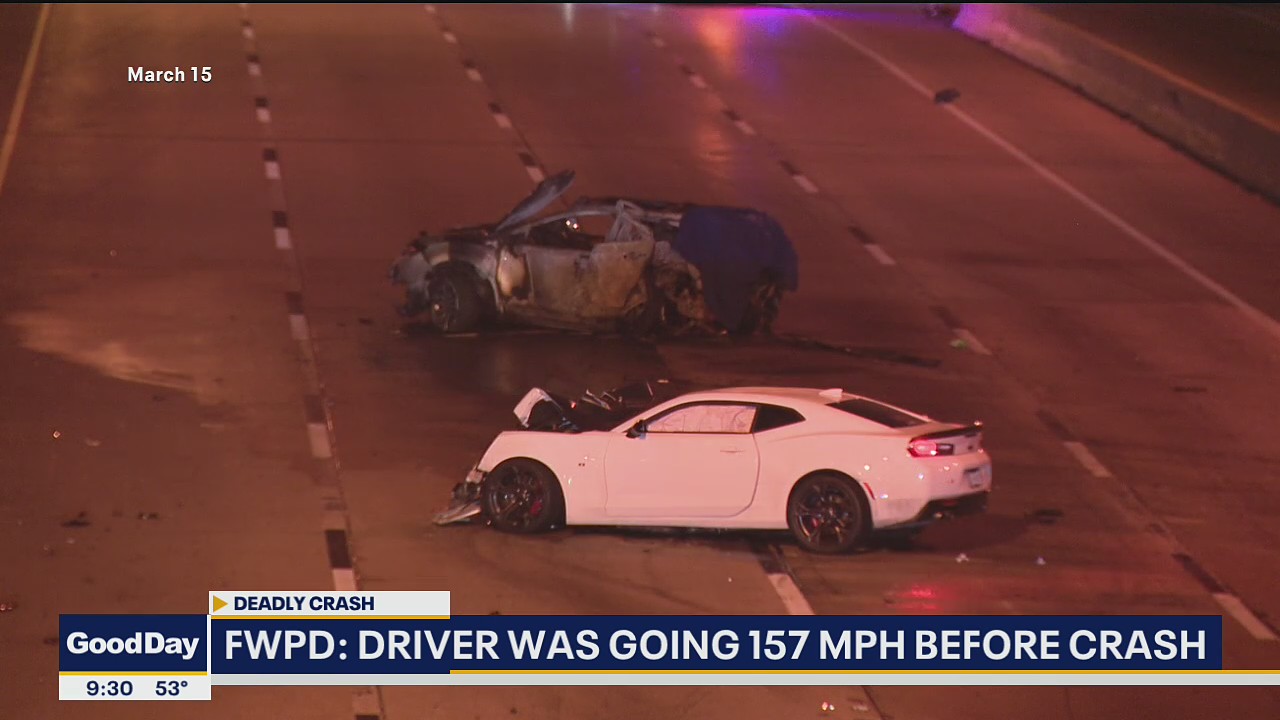 March 15
DEADLY CRASH
GoodDay
FWPD: DRIVER WAS GOING 157 MPH BEFORE CRASH
9:30 53°